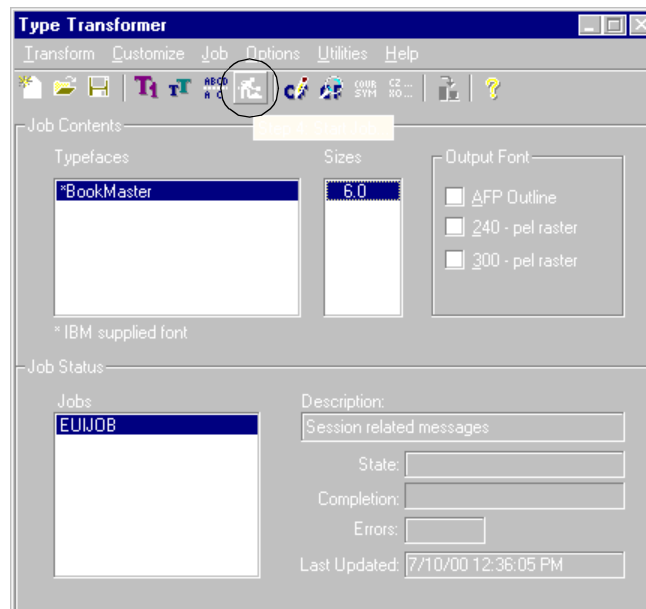 Type Transformer
Transform Customize Job Options Utilities Help
Job Contents
Typefaces
Sizes
Output Font
*BookMaster
6.0
AFP Outline
240 - pel raster
300 - pel raster
* IBM supplied font
Job Status
Jobs
Description:
EUIJOB
Session related messages
State:
Completion:
Errors:
Last Updated: 7/10/00 12:36:05 PM